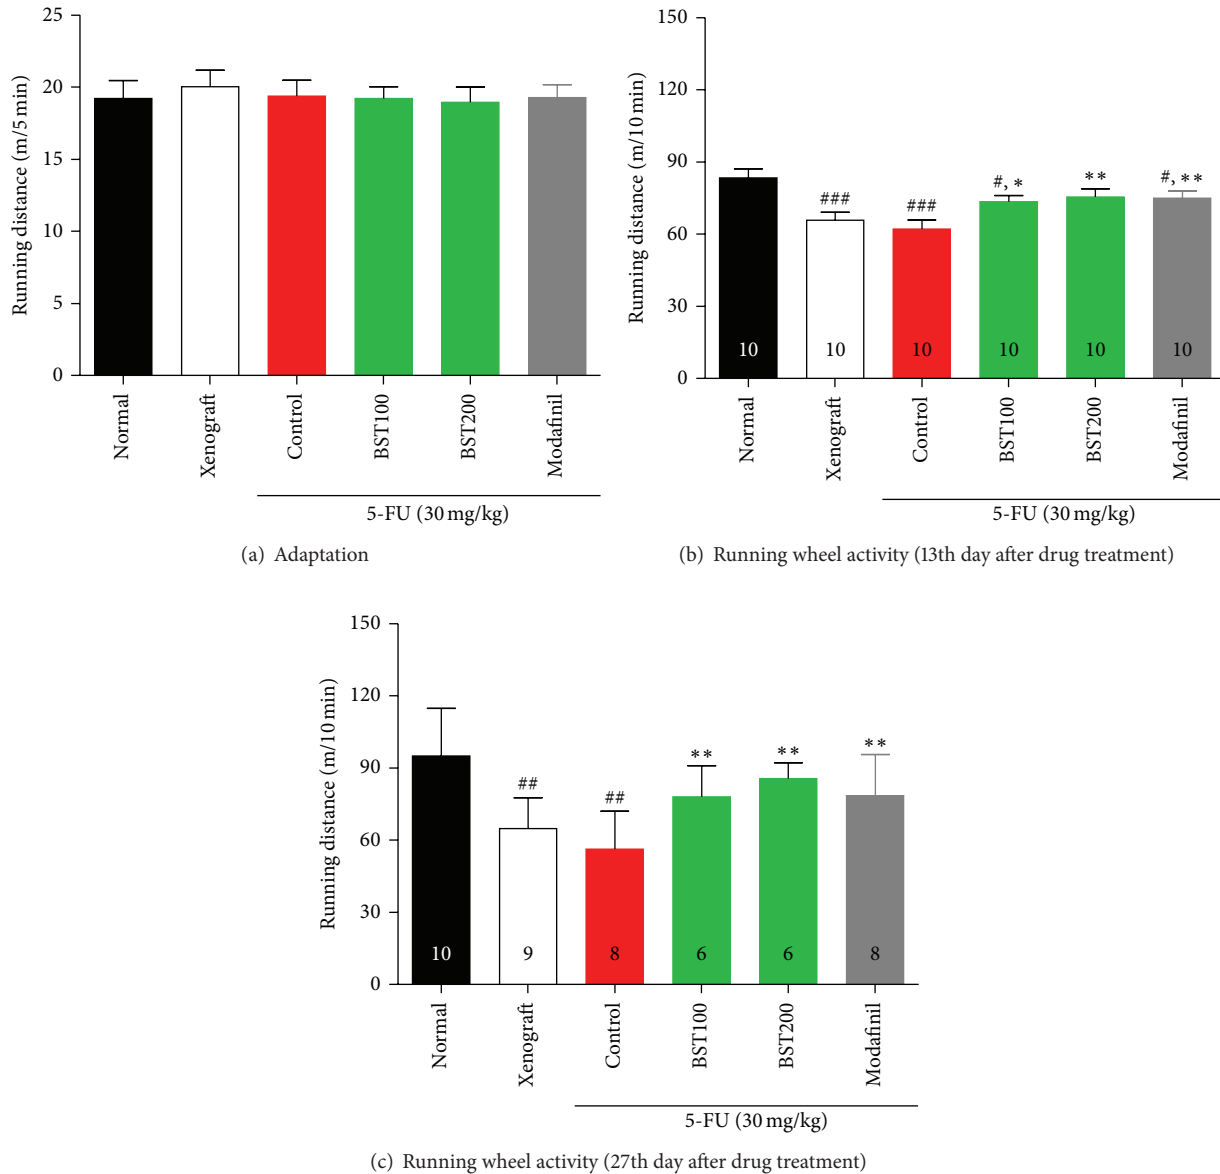 Running distance (m/5 min)
25
20
15
10
5
0
Normal
Xenograft
Control
BST100
BST200
Modafinil
5-FU (30 mg/kg)
(a) Adaptation
Running distance (m/10 min)
150
120
90
60
30
0
###
###
#, *
**
#, **
10
10
10
10
10
10
Normal
Xenograft
Control
BST100
BST200
Modafinil
5-FU (30 mg/kg)
(b) Running wheel activity (13th day after drug treatment)
Running distance (m/10 min)
150
120
90
60
30
0
##
##
**
**
**
10
9
8
6
6
8
Normal
Xenograft
Control
BST100
BST200
Modafinil
5-FU (30 mg/kg)
(c) Running wheel activity (27th day after drug treatment)